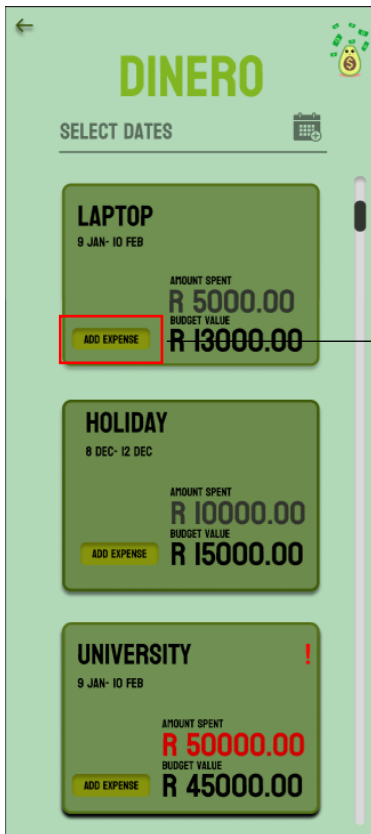 DINERO
SELECT DATES
LAPTOP
9 JAN- 10 FEB
AMOUNT SPENT
R 5000.00
BUDGET VALUE
ADD EXPENSE R 13000.00
HOLIDAY
8 DEC- 12 DEC
AMOUNT SPENT
R 10000.00
BUDGET VALUE
ADD EXPENSE R 15000.00
UNIVERSITY !
9 JAN- 10 FEB
AMOUNT SPENT
R 50000.00
BUDGET VALUE
ADD EXPENSE R 45000.00